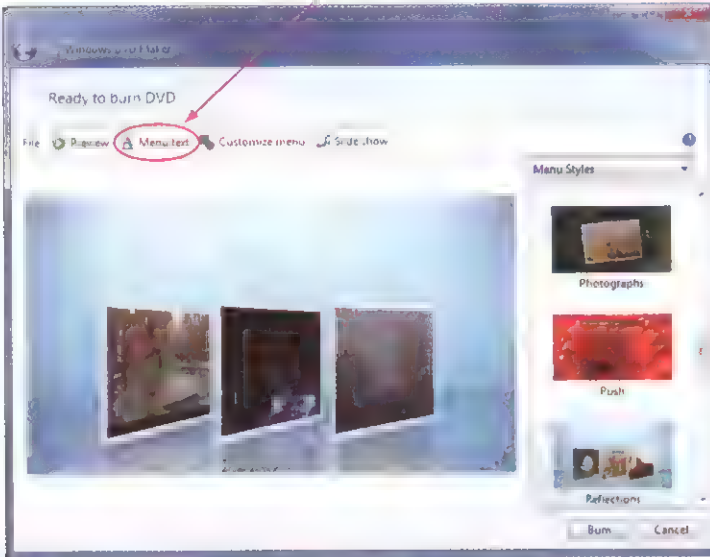 Windows DVD Maker
Ready to burn DVD
File Preview Menu text Customize menu Slide show
Menu Styles
Photographs
Push
Reflections
Burn Cancel